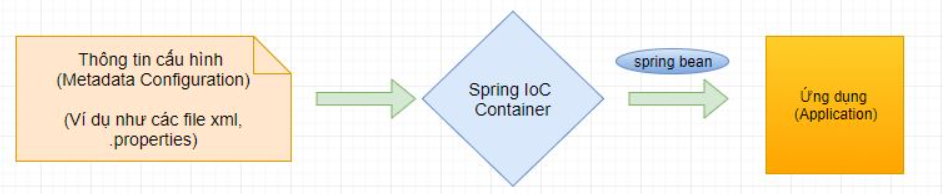 Thông tin cấu hình
(Metadata Configuration)
(Ví dụ như các file xml,
.properties)
Spring IoC
Container
spring bean
Ứng dụng
(Application)